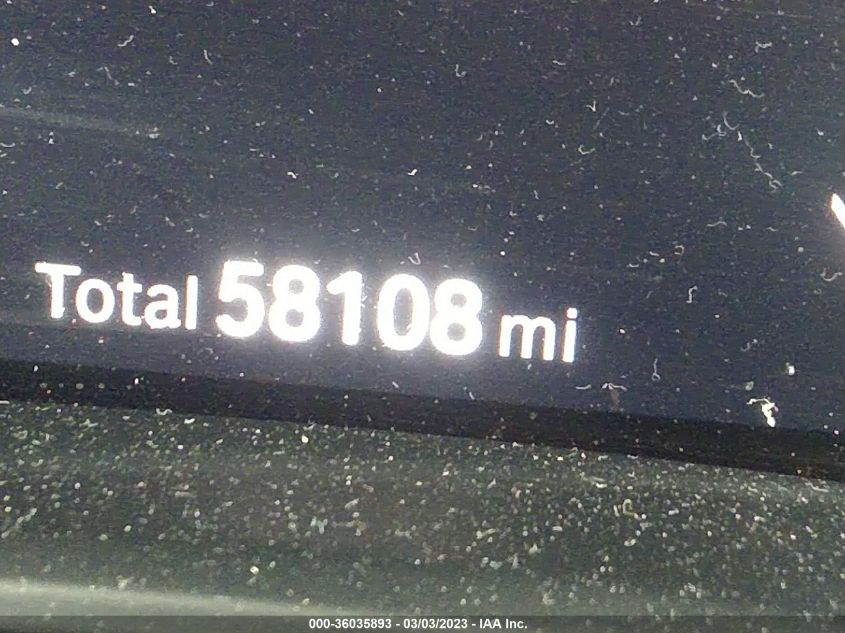 Total 58108 mi
000-36035893 - 03/03/2023 - IAA Inc.